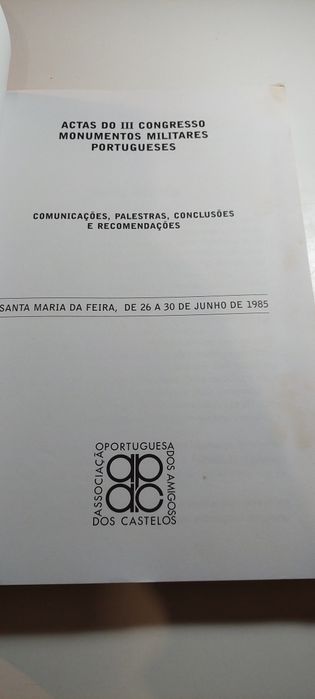 ACTAS DO III CONGRESSO
MONUMENTOS MILITARES
PORTUGUESES
COMUNICAÇÕES, PALESTRAS, CONCLUSÕES
E RECOMENDAÇÕES
SANTA MARIA DA FEIRA, DE 26 A 30 DE JUNHO DE 1985
ASSOCIAÇÃO
PORTUGUESA
DOS AMIGOS
DOS CASTELOS
apac